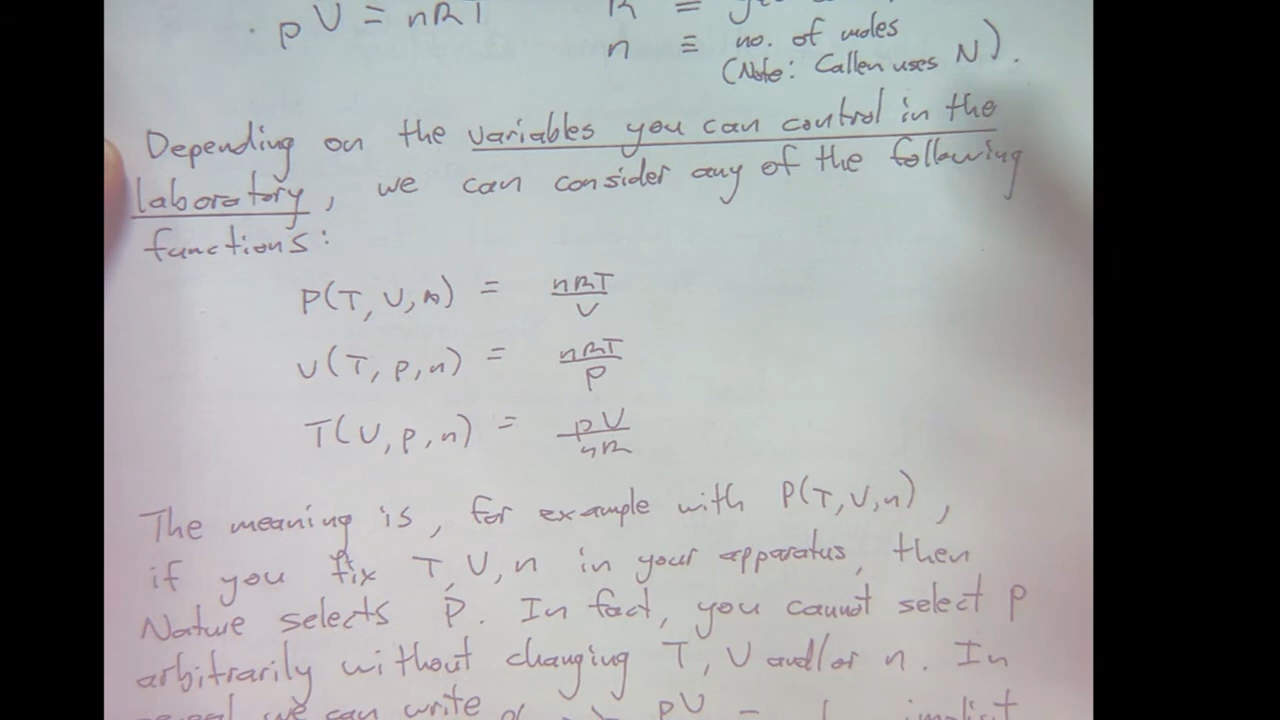 . pV = nRT R =
n ≡ no. of moles
(Note: Callen uses N).
Depending on the variables you can control in the
laboratory, we can consider any of the following
functions:
P(T, V, n) = nRT/V
V(T, P, n) = nRT/P
T(V, P, n) = pV/nR
The meaning is, for example with P(T, V, n),
if you fix T, V, n in your apparatus, then
Nature selects P. In fact, you cannot select P
arbitrarily without changing T, V and/or n. In
we can write pV